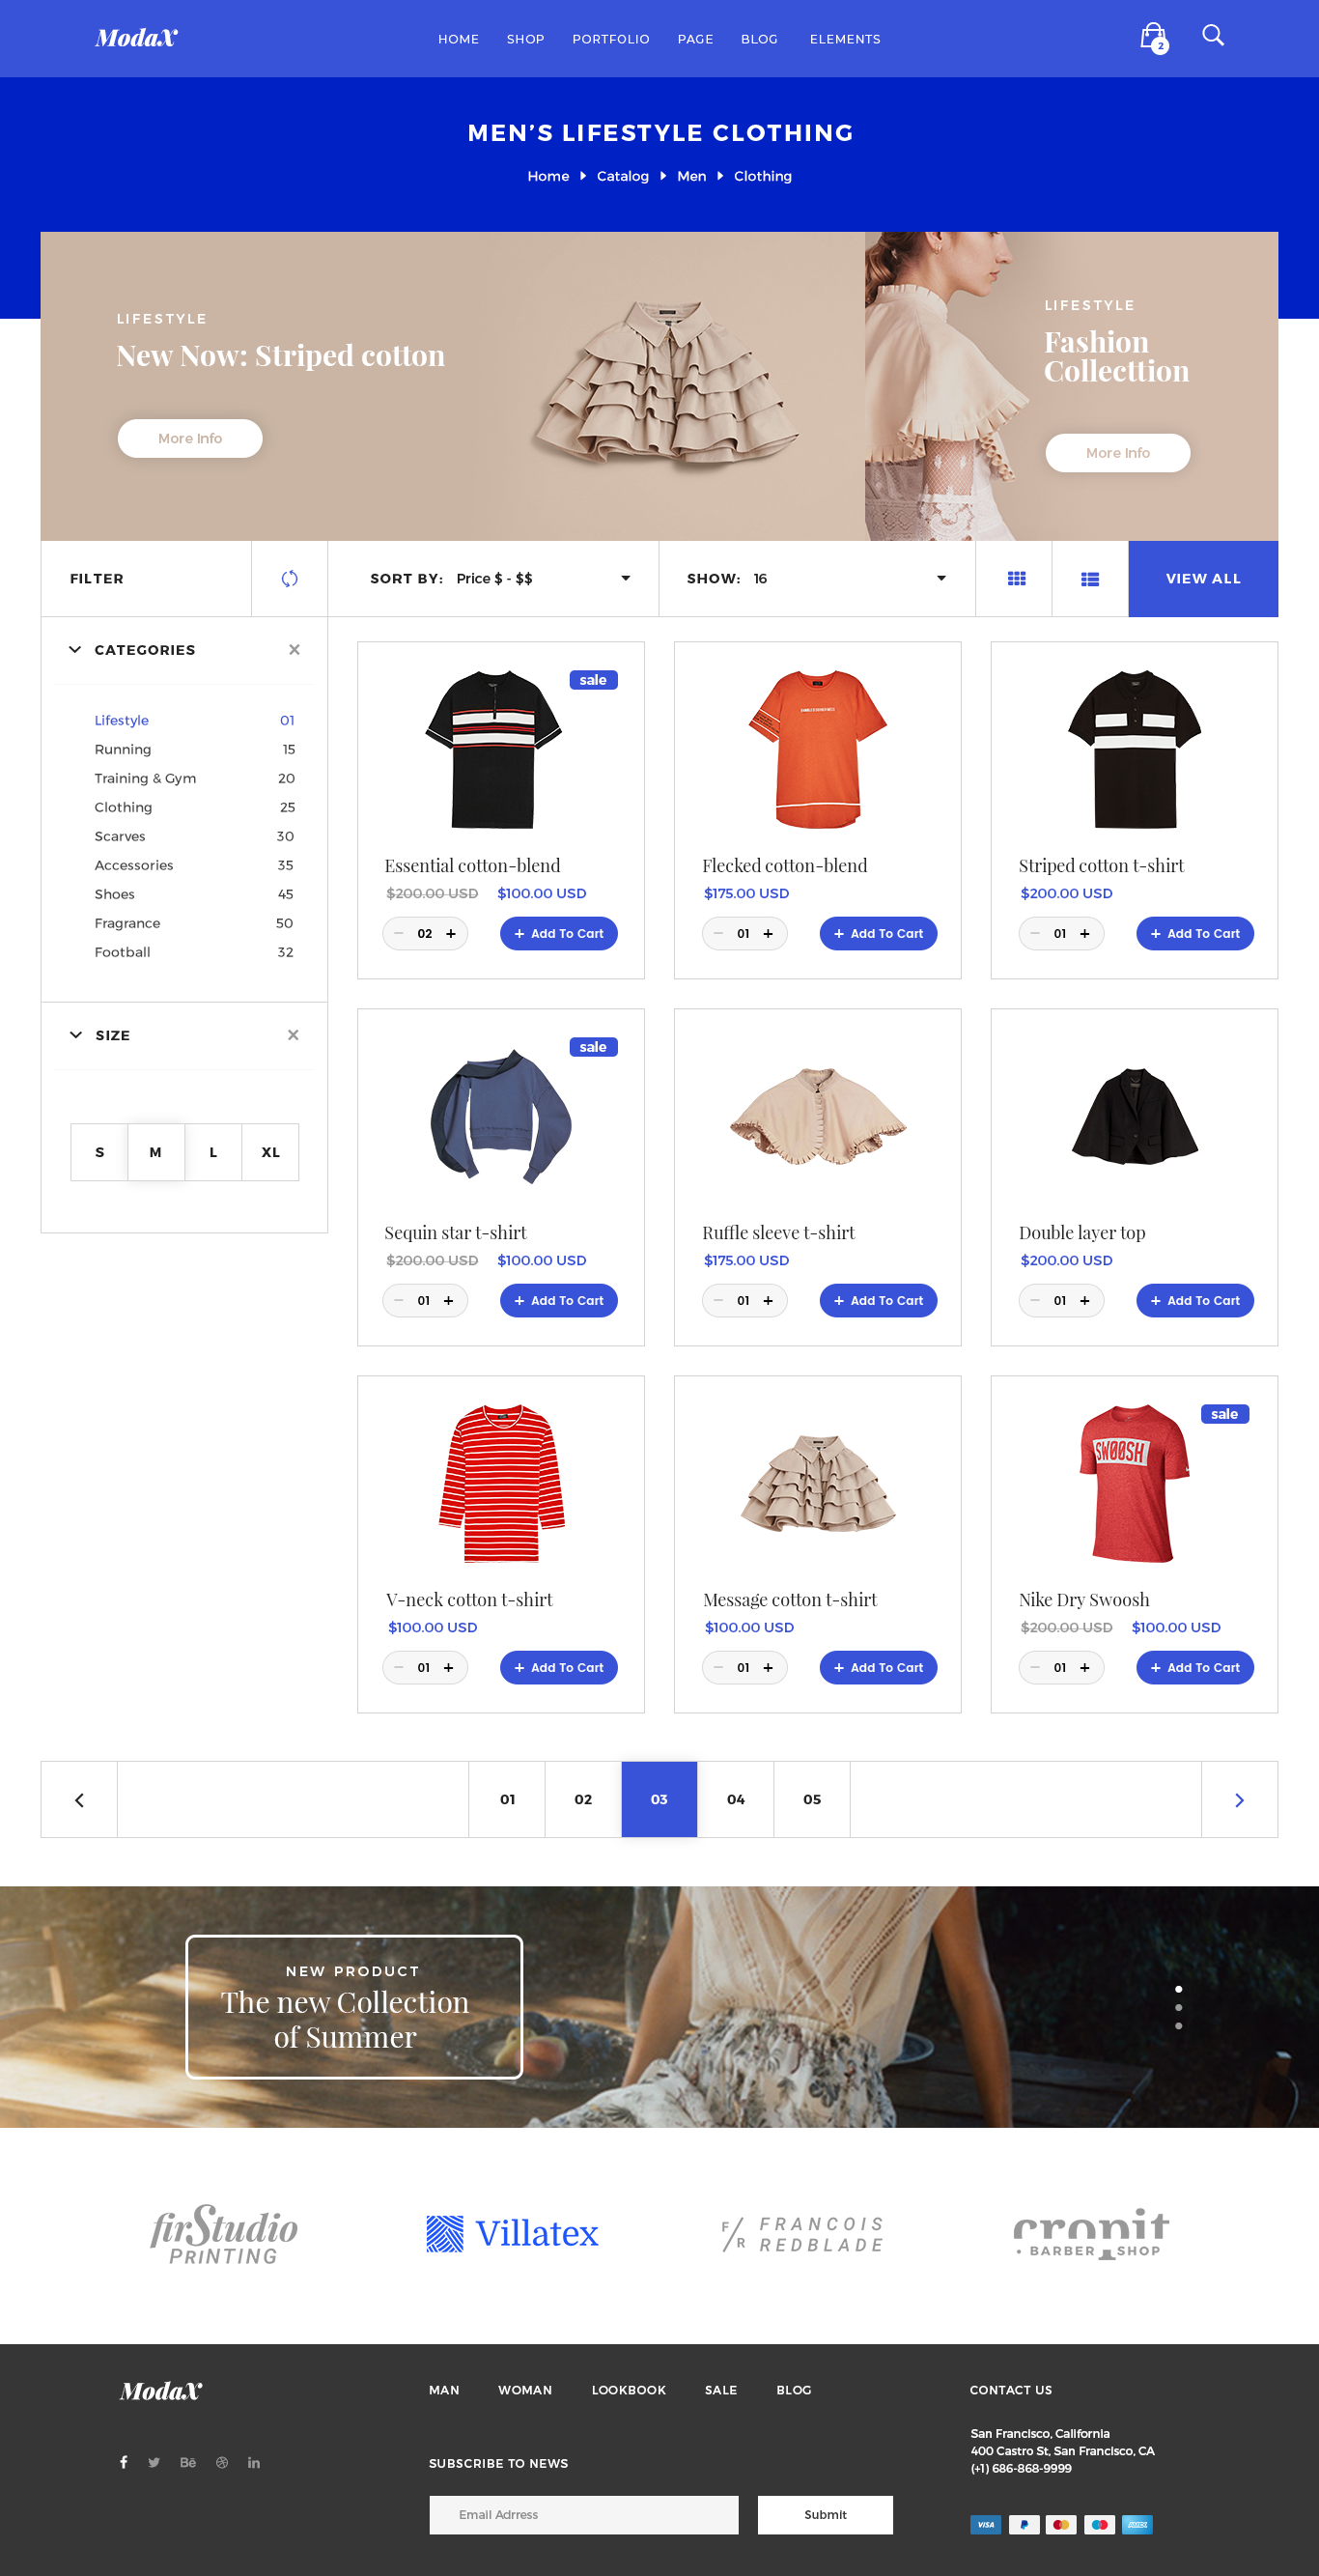 ModaX
HOME SHOP PORTFOLIO PAGE BLOG ELEMENTS
2
MEN'S LIFESTYLE CLOTHING
Home Catalog Men Clothing
LIFESTYLE
New Now: Striped cotton
More Info
LIFESTYLE
Fashion
Collecttion
More Info
FILTER
SORT BY: Price $ - $$
SHOW: 16
VIEW ALL
CATEGORIES
Lifestyle 01
Running 15
Training & Gym 20
Clothing 25
Scarves 30
Accessories 35
Shoes 45
Fragrance 50
Football 32
SIZE
S M L XL
sale
Essential cotton-blend
$200.00 USD $100.00 USD
02 + Add To Cart
Flecked cotton-blend
$175.00 USD
01 + Add To Cart
Striped cotton t-shirt
$200.00 USD
01 + Add To Cart
sale
Sequin star t-shirt
$200.00 USD $100.00 USD
01 + Add To Cart
Ruffle sleeve t-shirt
$175.00 USD
01 + Add To Cart
Double layer top
$200.00 USD
01 + Add To Cart
V-neck cotton t-shirt
$100.00 USD
01 + Add To Cart
Message cotton t-shirt
$100.00 USD
01 + Add To Cart
sale
SWOOSH
Nike Dry Swoosh
$200.00 USD $100.00 USD
01 + Add To Cart
01 02 03 04 05
NEW PRODUCT
The new Collection
of Summer
firStudio
PRINTING
Villatex
F/R
FRANCOIS
REDBLADE
cropit
• BARBER SHOP
ModaX
MAN WOMAN LOOKBOOK SALE BLOG
SUBSCRIBE TO NEWS
Email Adrress
Submit
CONTACT US
San Francisco, California
400 Castro St, San Francisco, CA
(+1) 686-868-9999
Bē
VISA